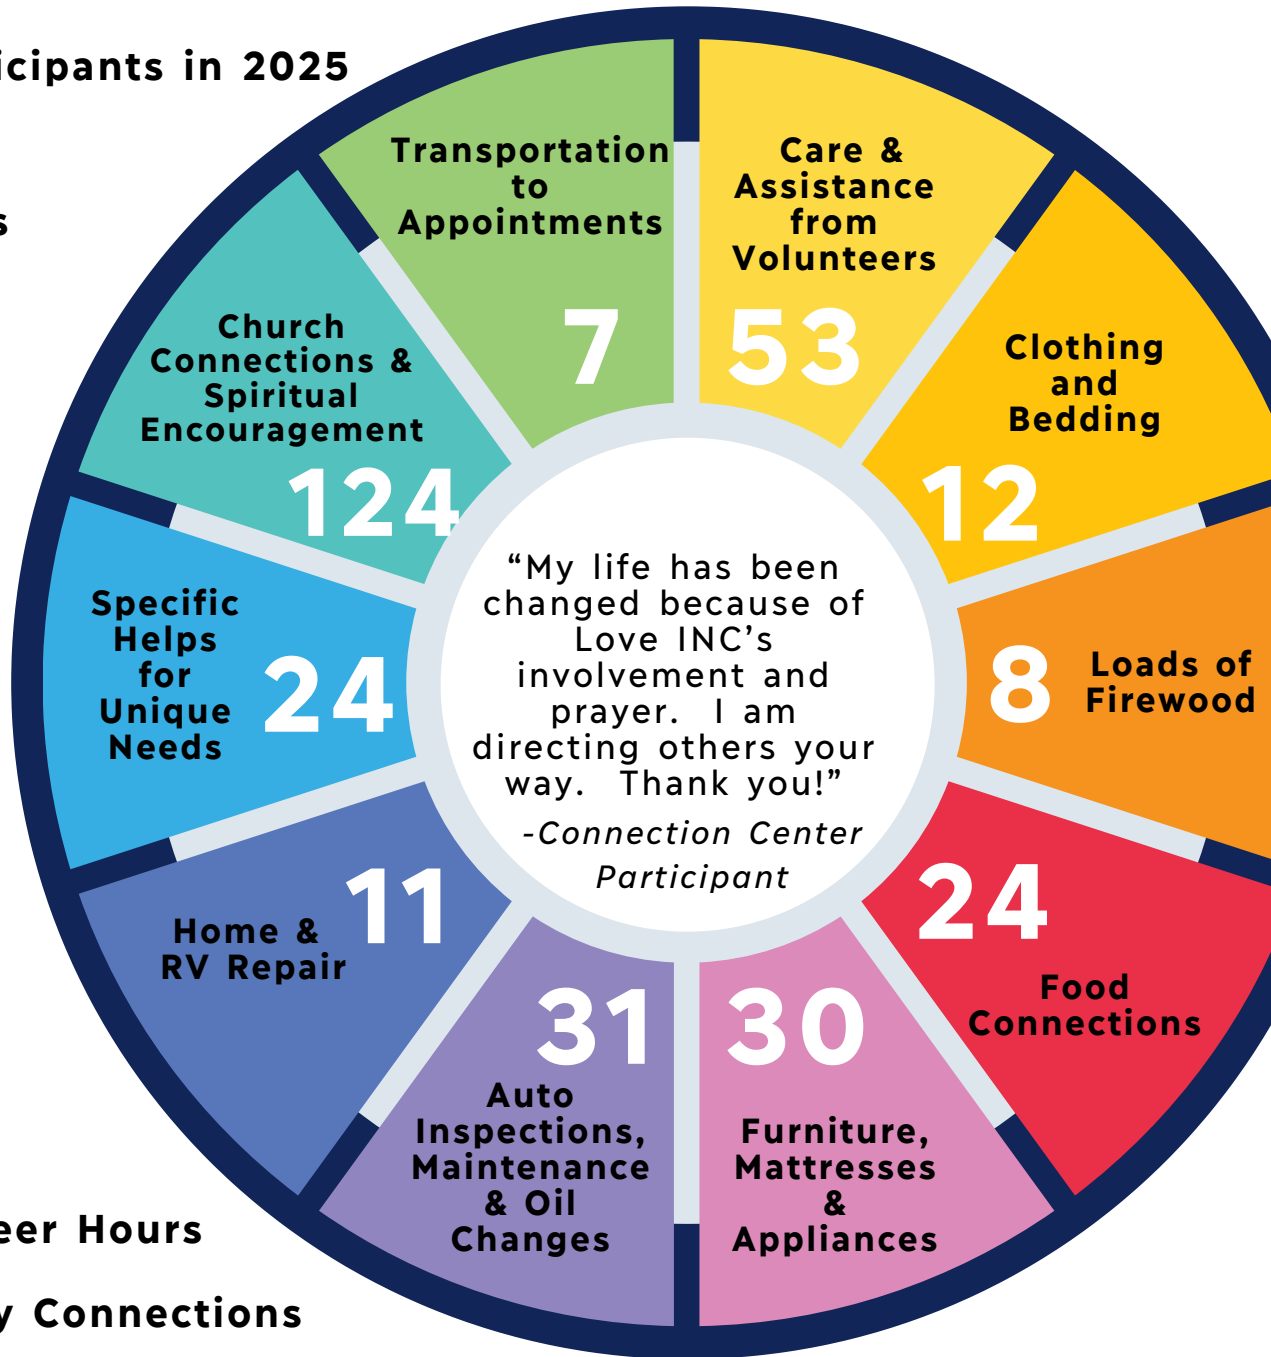 icipants in 2025
s
Transportation
to
Appointments
7
Care &
Assistance
from
Volunteers
53
Clothing
and
Bedding
12
8
Loads of
Firewood
24
Food
Connections
30
Furniture,
Mattresses
&
Appliances
31
Auto
Inspections,
Maintenance
& Oil
Changes
11
Home &
RV Repair
Specific
Helps
for
Unique
Needs
24
Church
Connections &
Spiritual
Encouragement
124
“My life has been
changed because of
Love INC’s
involvement and
prayer.  I am
directing others your
way.  Thank you!”
-Connection Center
Participant
eer Hours
y Connections